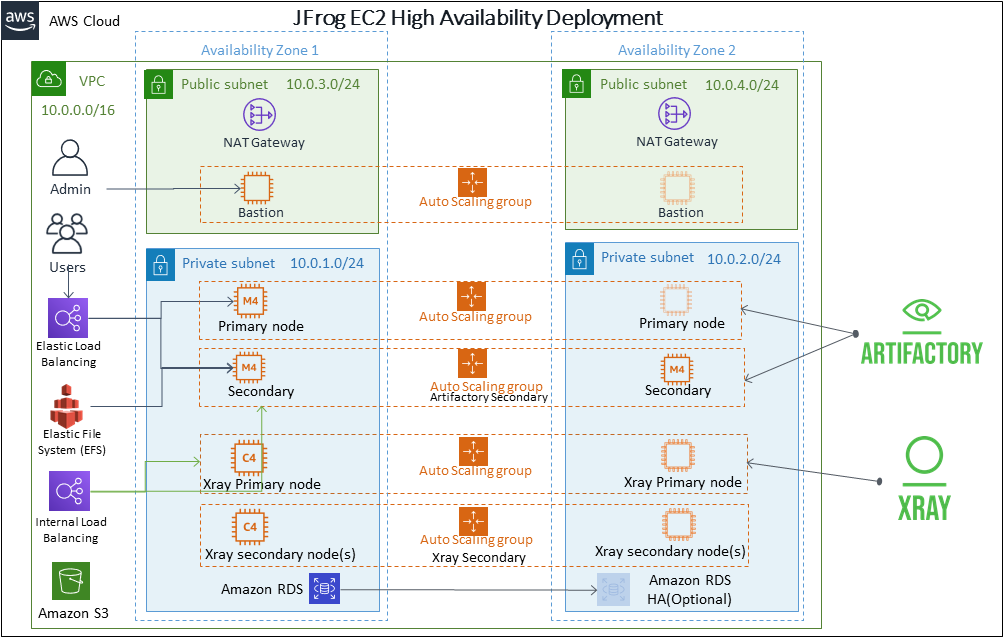 aws
AWS Cloud
JFrog EC2 High Availability Deployment
Availability Zone 1
Availability Zone 2
VPC
10.0.0.0/16
Public subnet 10.0.3.0/24
NAT Gateway
Public subnet 10.0.4.0/24
NAT Gateway
Admin
Bastion
Auto Scaling group
Bastion
Users
Private subnet 10.0.1.0/24
Private subnet 10.0.2.0/24
Elastic Load
Balancing
M4
Primary node
Auto Scaling group
Primary node
M4
Secondary
Auto Scaling group
Artifactory Secondary
M4
Secondary
ARTIFACTORY
Elastic File
System (EFS)
C4
Xray Primary node
Auto Scaling group
Xray Primary node
XRAY
Internal Load
Balancing
C4
Xray secondary node(s)
Auto Scaling group
Xray Secondary
Xray secondary node(s)
Amazon S3
Amazon RDS
Amazon RDS
HA(Optional)